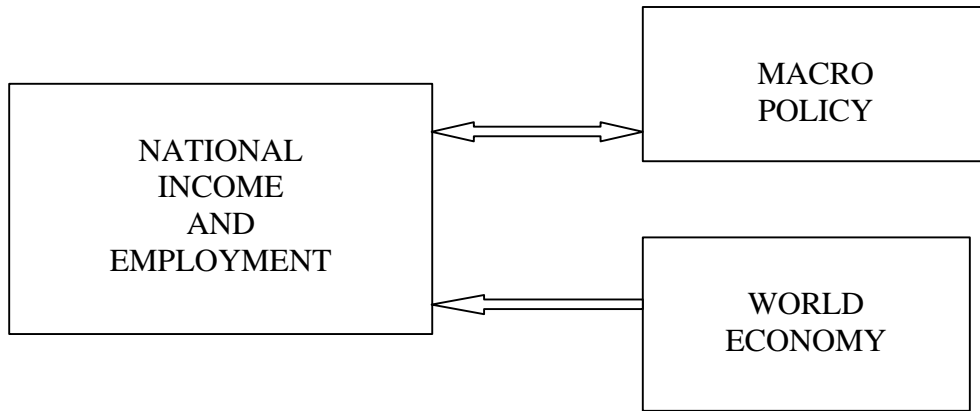 NATIONAL
INCOME
AND
EMPLOYMENT
MACRO
POLICY
WORLD
ECONOMY